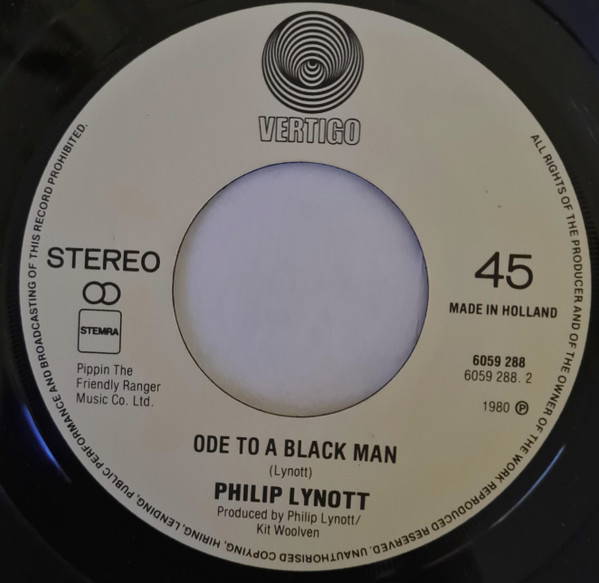 VERTIGO
STEREO
45
MADE IN HOLLAND
STEMRA
6059 288
6059 288. 2
Pippin The
Friendly Ranger
Music Co. Ltd.
1980 Ⓟ
ODE TO A BLACK MAN
(Lynott)
PHILIP LYNOTT
Produced by Philip Lynott/
Kit Woolven
ALL RIGHTS OF THE PRODUCER AND OF THE OWNER OF THE WORK REPRODUCED RESERVED. UNAUTHORISED COPYING, HIRING, LENDING, PUBLIC PERFORMANCE AND BROADCASTING OF THIS RECORD PROHIBITED.